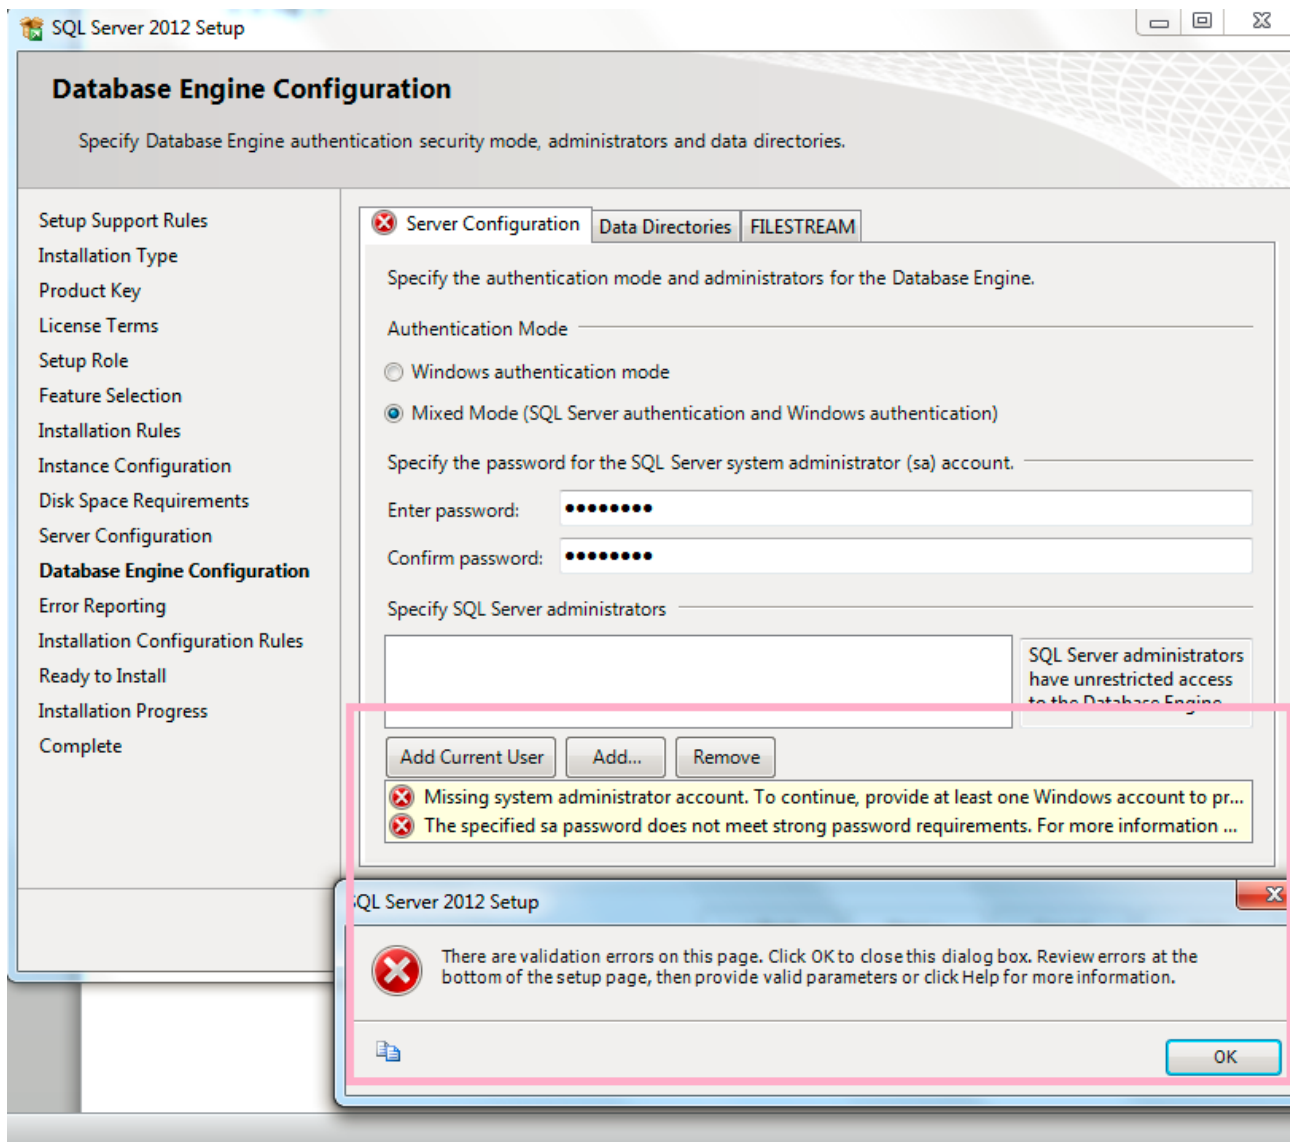 SQL Server 2012 Setup
Database Engine Configuration
Specify Database Engine authentication security mode, administrators and data directories.
Setup Support Rules
Installation Type
Product Key
License Terms
Setup Role
Feature Selection
Installation Rules
Instance Configuration
Disk Space Requirements
Server Configuration
Database Engine Configuration
Error Reporting
Installation Configuration Rules
Ready to Install
Installation Progress
Complete
Server Configuration
Data Directories
FILESTREAM
Specify the authentication mode and administrators for the Database Engine.
Authentication Mode
Windows authentication mode
Mixed Mode (SQL Server authentication and Windows authentication)
Specify the password for the SQL Server system administrator (sa) account.
Enter password: ●●●●●●●●
Confirm password: ●●●●●●●●
Specify SQL Server administrators
SQL Server administrators
have unrestricted access
to the Database Engine
Add Current User
Add...
Remove
Missing system administrator account. To continue, provide at least one Windows account to pr...
The specified sa password does not meet strong password requirements. For more information ...
SQL Server 2012 Setup
There are validation errors on this page. Click OK to close this dialog box. Review errors at the
bottom of the setup page, then provide valid parameters or click Help for more information.
OK